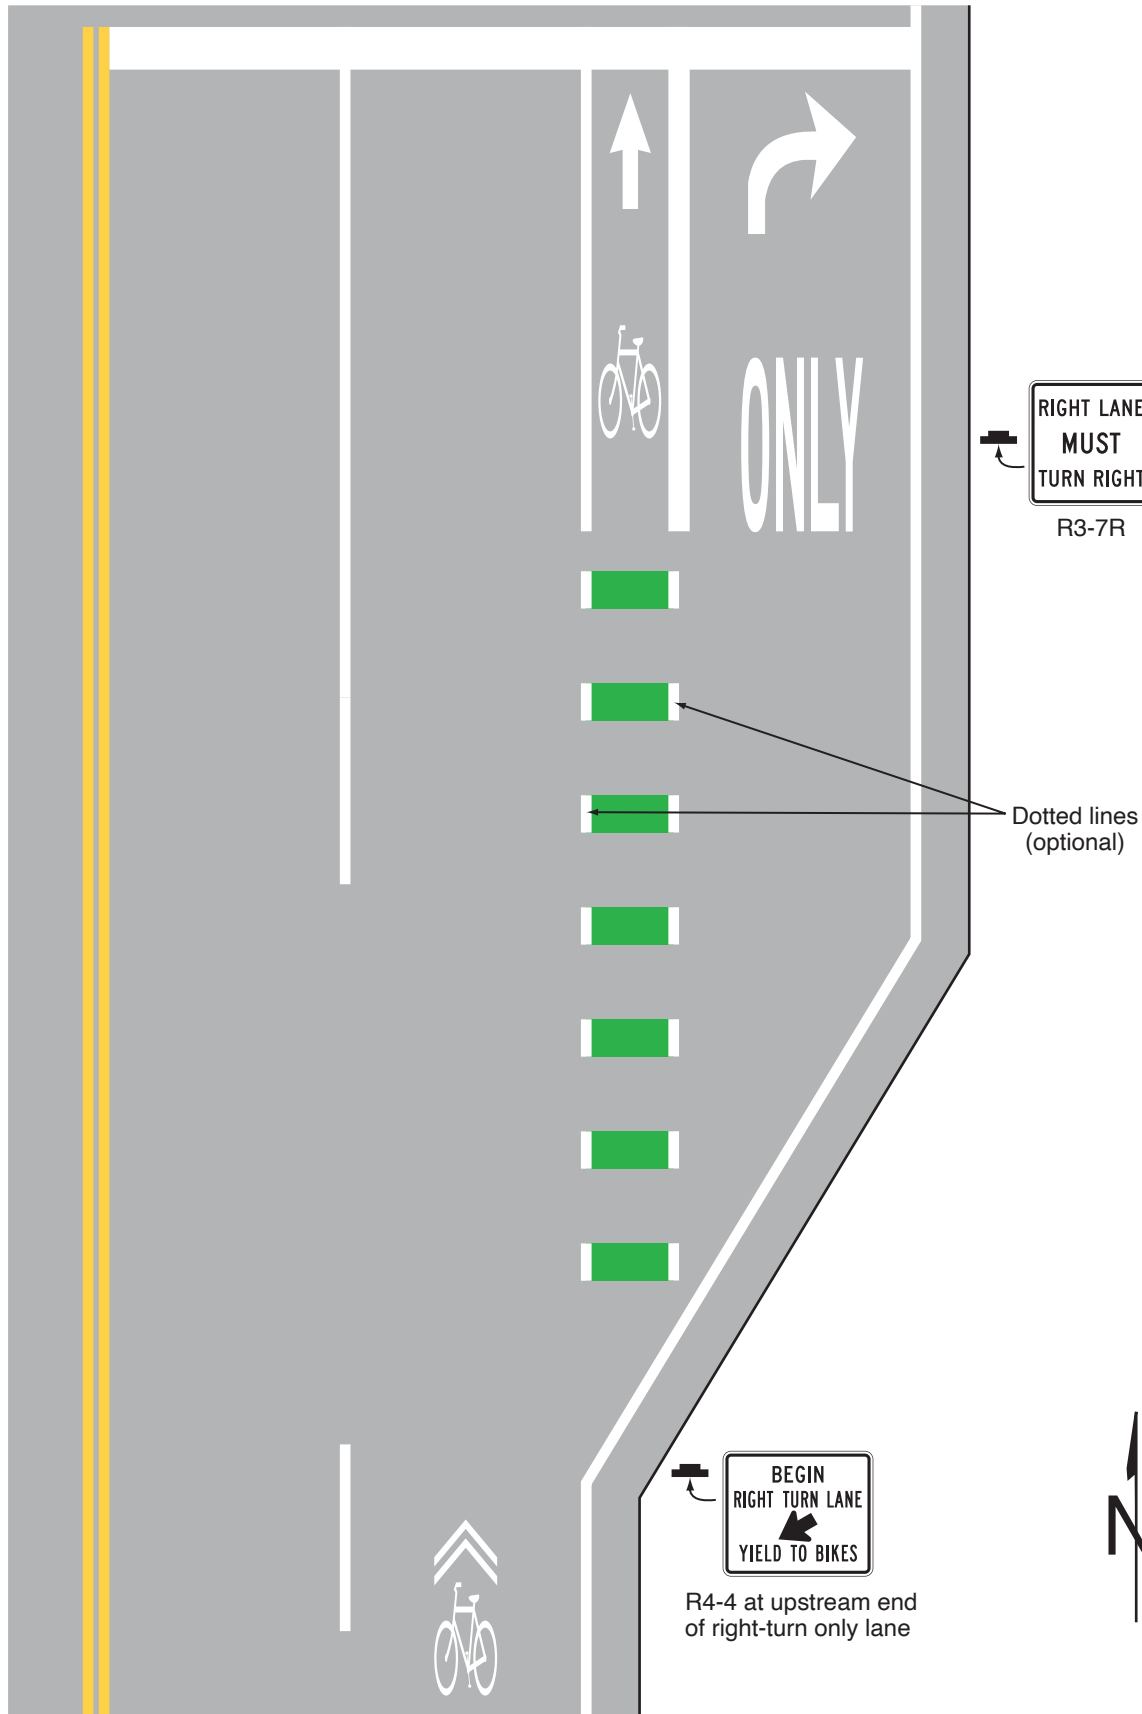 ONLY
RIGHT LANE
MUST
TURN RIGHT
R3-7R
Dotted lines
(optional)
BEGIN
RIGHT TURN LANE
YIELD TO BIKES
R4-4 at upstream end
of right-turn only lane
N